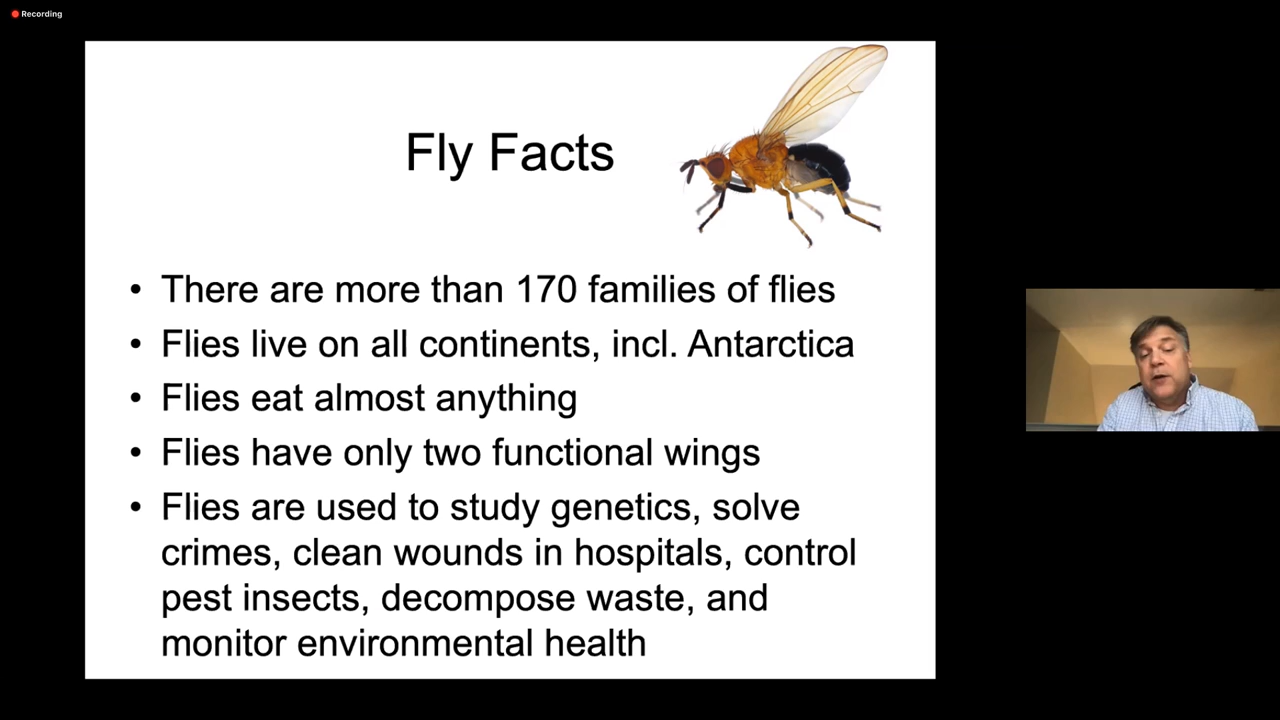 Recording
Fly Facts
• There are more than 170 families of flies
• Flies live on all continents, incl. Antarctica
• Flies eat almost anything
• Flies have only two functional wings
• Flies are used to study genetics, solve
crimes, clean wounds in hospitals, control
pest insects, decompose waste, and
monitor environmental health